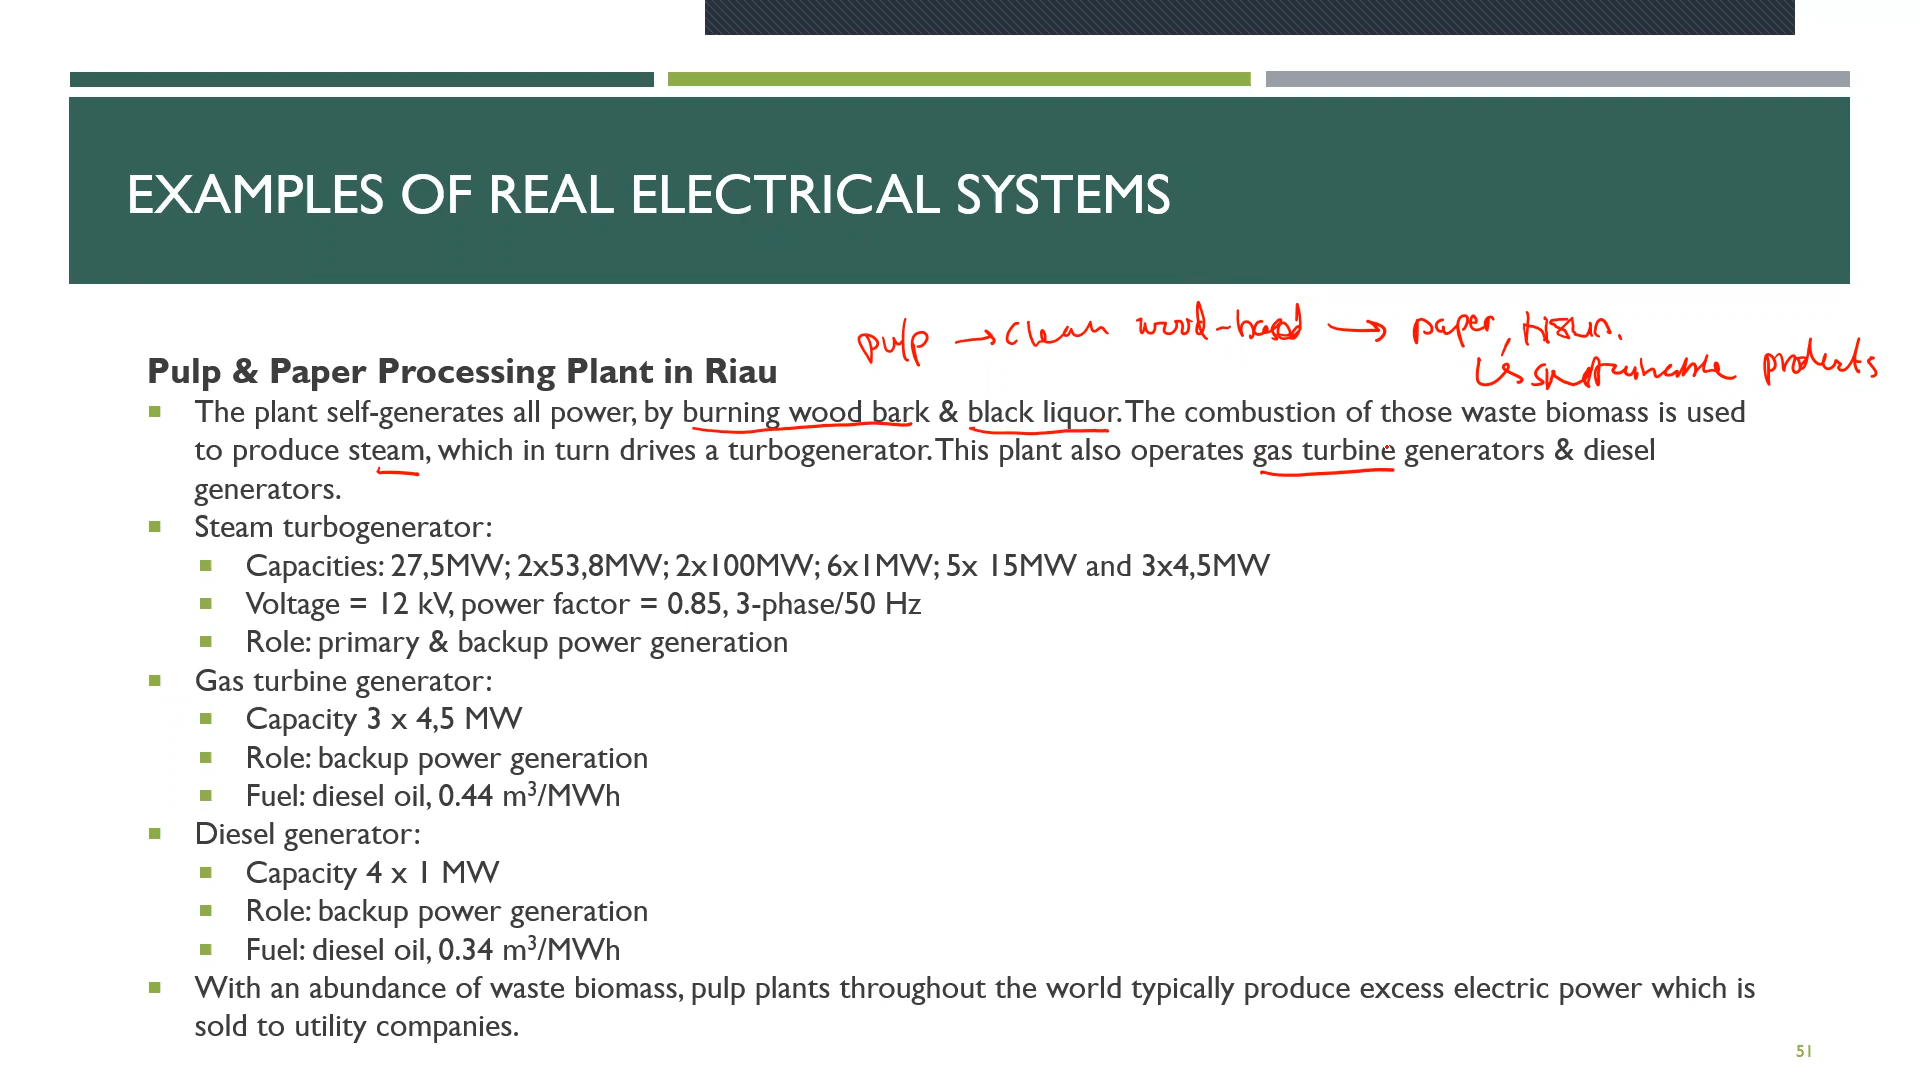 EXAMPLES OF REAL ELECTRICAL SYSTEMS
pulp → clean wood-based → paper, tissue.
↳ sustainable products
Pulp & Paper Processing Plant in Riau
▪ The plant self-generates all power, by burning wood bark & black liquor. The combustion of those waste biomass is used
to produce steam, which in turn drives a turbogenerator. This plant also operates gas turbine generators & diesel
generators.
▪ Steam turbogenerator:
▪ Capacities: 27,5MW; 2x53,8MW; 2x100MW; 6x1MW; 5x 15MW and 3x4,5MW
▪ Voltage = 12 kV, power factor = 0.85, 3-phase/50 Hz
▪ Role: primary & backup power generation
▪ Gas turbine generator:
▪ Capacity 3 x 4,5 MW
▪ Role: backup power generation
▪ Fuel: diesel oil, 0.44 m³/MWh
▪ Diesel generator:
▪ Capacity 4 x 1 MW
▪ Role: backup power generation
▪ Fuel: diesel oil, 0.34 m³/MWh
▪ With an abundance of waste biomass, pulp plants throughout the world typically produce excess electric power which is
sold to utility companies.
51